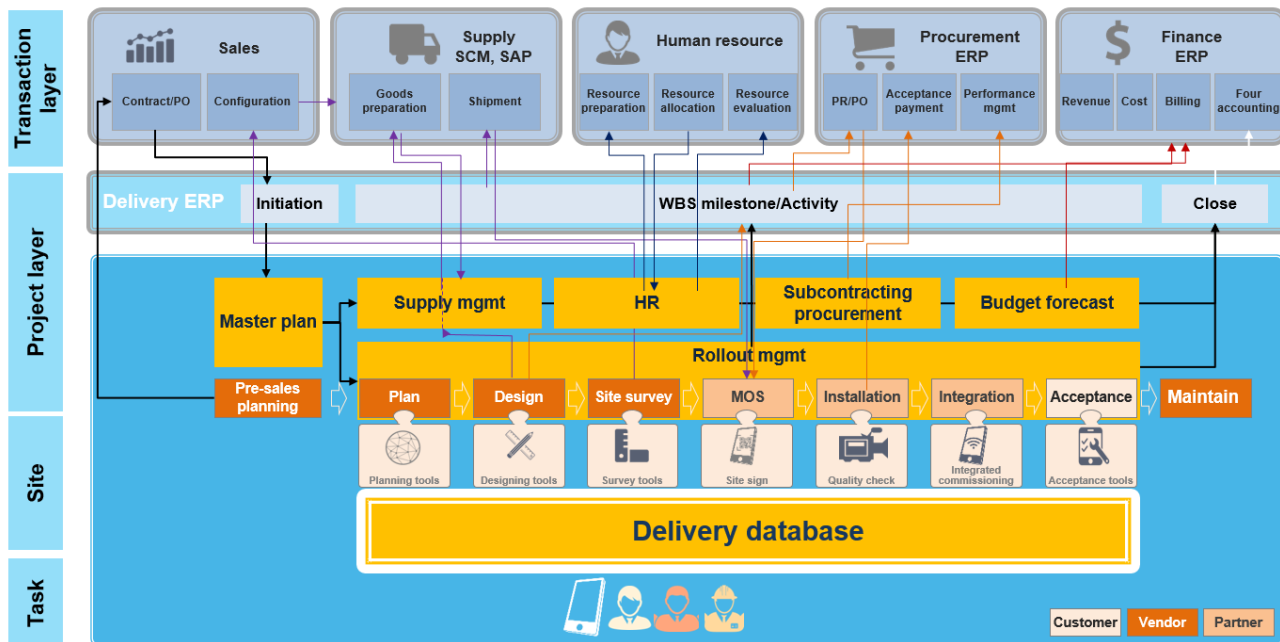 Transaction
layer
Sales
Contract/PO
Configuration
Supply
SCM, SAP
Goods
preparation
Shipment
Human resource
Resource
preparation
Resource
allocation
Resource
evaluation
Procurement
ERP
PR/PO
Acceptance
payment
Performance
mgmt
Finance
ERP
Revenue
Cost
Billing
Four
accounting
Project layer
Delivery ERP
Initiation
WBS milestone/Activity
Close
Master plan
Supply mgmt
HR
Subcontracting
procurement
Budget forecast
Rollout mgmt
Pre-sales
planning
Plan
Design
Site survey
MOS
Installation
Integration
Acceptance
Maintain
Site
Planning tools
Designing tools
Survey tools
Site sign
Quality check
Integrated
commissioning
Acceptance tools
Delivery database
Task
Customer
Vendor
Partner